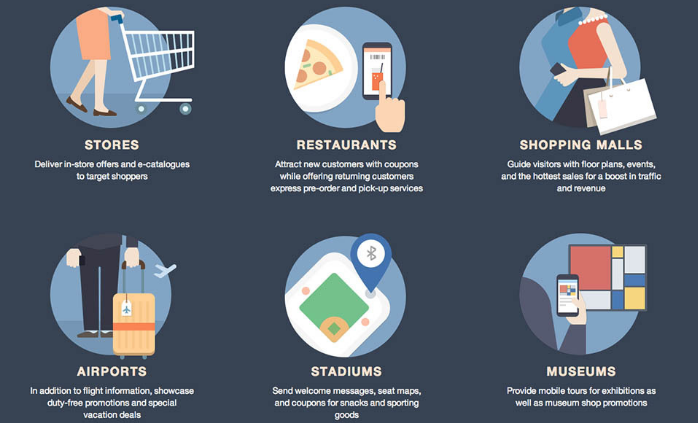 STORES
Deliver in-store offers and e-catalogues
to target shoppers
RESTAURANTS
Attract new customers with coupons
while offering returning customers
express pre-order and pick-up services
SHOPPING MALLS
Guide visitors with floor plans, events,
and the hottest sales for a boost in traffic
and revenue
AIRPORTS
In addition to flight information, showcase
duty-free promotions and special
vacation deals
STADIUMS
Send welcome messages, seat maps,
and coupons for snacks and sporting
goods
MUSEUMS
Provide mobile tours for exhibitions as
well as museum shop promotions